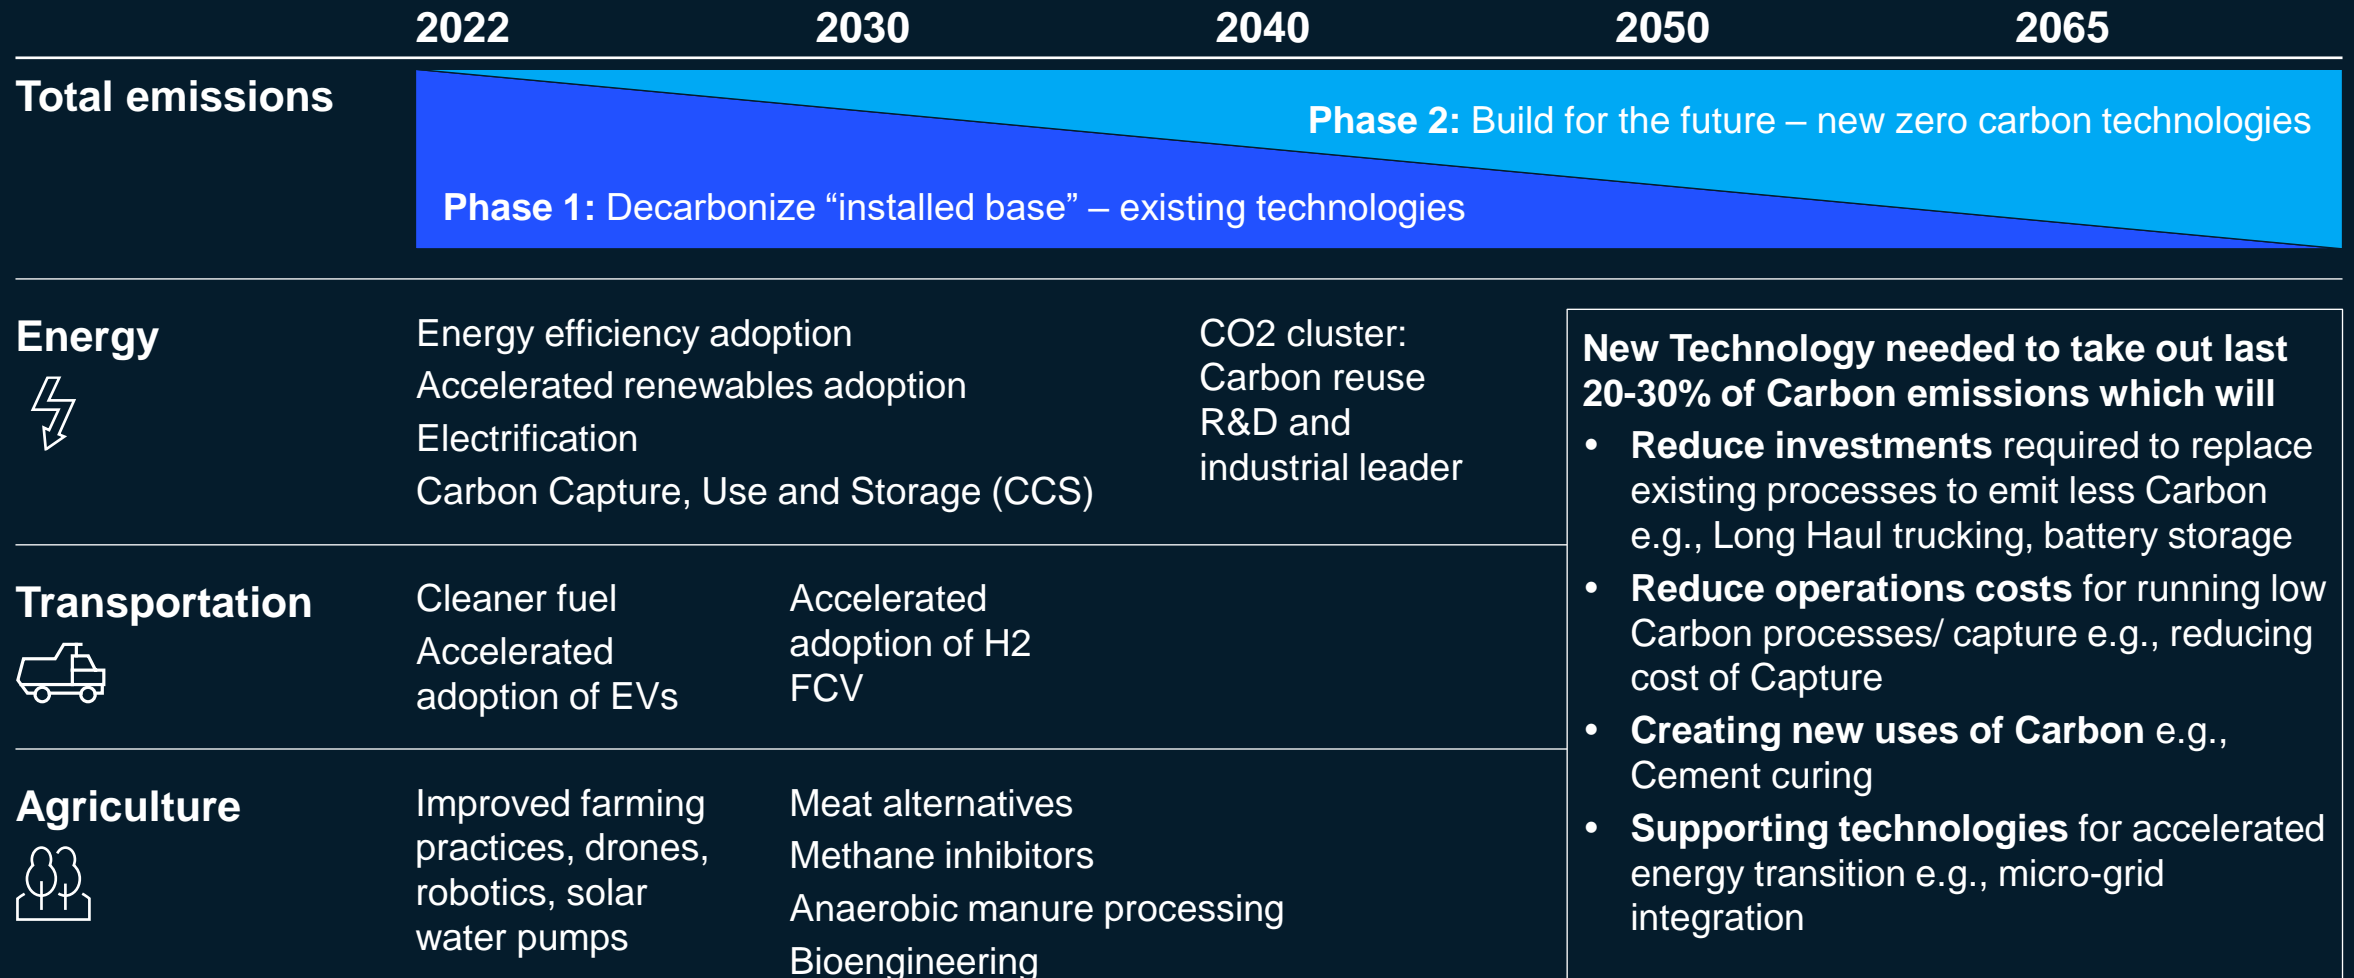 2022 2030 2040 2050 2065
Total emissions
Phase 2: Build for the future – new zero carbon technologies
Phase 1: Decarbonize “installed base” – existing technologies
Energy
Energy efficiency adoption
Accelerated renewables adoption
Electrification
Carbon Capture, Use and Storage (CCS)
CO2 cluster:
Carbon reuse
R&D and
industrial leader
Transportation
Cleaner fuel
Accelerated
adoption of EVs
Accelerated
adoption of H2
FCV
Agriculture
Improved farming
practices, drones,
robotics, solar
water pumps
Meat alternatives
Methane inhibitors
Anaerobic manure processing
Bioengineering
New Technology needed to take out last
20-30% of Carbon emissions which will
• Reduce investments required to replace
existing processes to emit less Carbon
e.g., Long Haul trucking, battery storage
• Reduce operations costs for running low
Carbon processes/ capture e.g., reducing
cost of Capture
• Creating new uses of Carbon e.g.,
Cement curing
• Supporting technologies for accelerated
energy transition e.g., micro-grid
integration